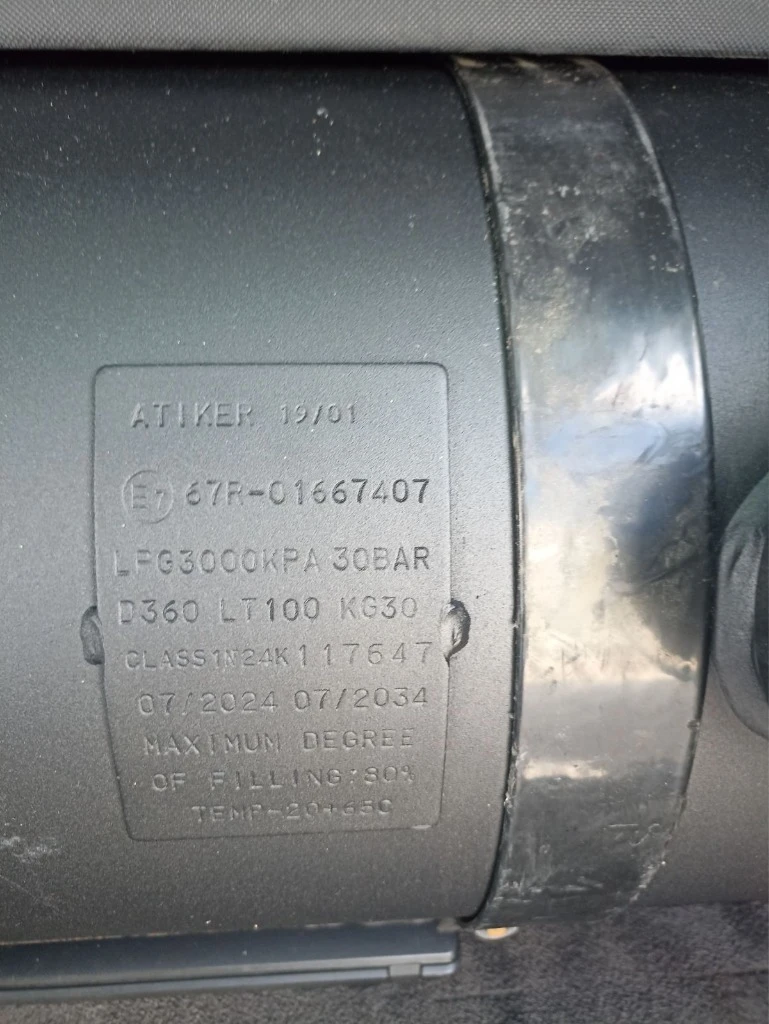 ATIKER 19/01
E7 67R-01667407
LPG3000KPA 30BAR
D360 LT100 KG30
CLASS1N24K117647
07/2024 07/2034
MAXIMUM DEGREE
OF FILLING:80%
TEMP-20+65C